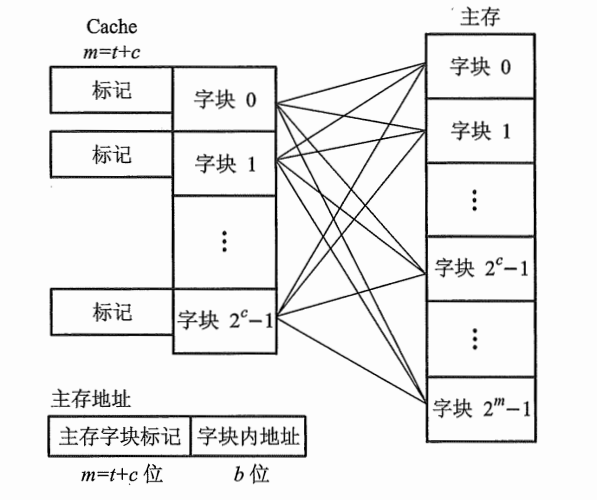 Cache
m=t+c
标记
字块 0
标记
字块 1
⋮
标记
字块 2^c−1
主存
字块 0
字块 1
⋮
字块 2^c−1
⋮
字块 2^m−1
主存地址
主存字块标记 字块内地址
m=t+c 位 b 位